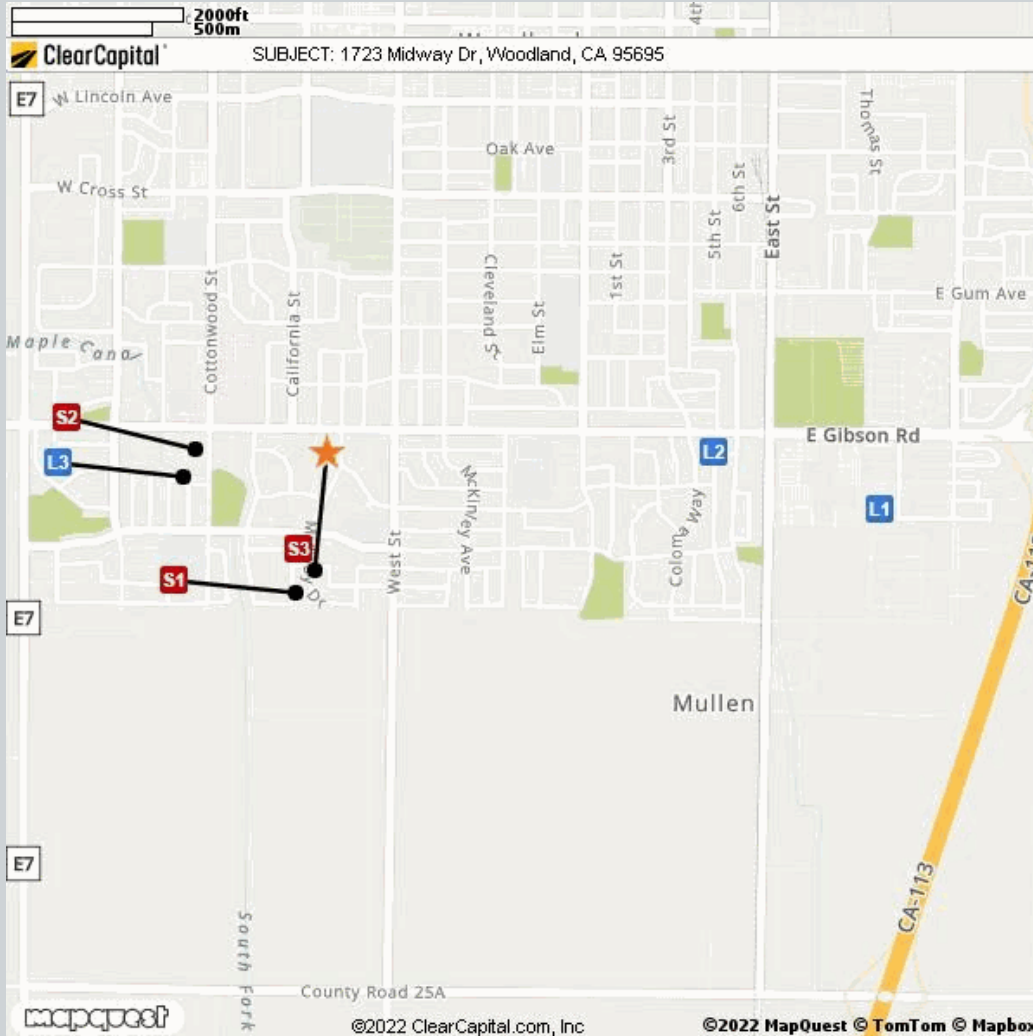 2000ft
500m
4th
ClearCapital
SUBJECT: 1723 Midway Dr, Woodland, CA 95695
E7
W Lincoln Ave
Thomas St
3rd St
Oak Ave
6th St
W Cross St
5th St
East St
Cleveland St
1st St
Cottonwood St
California St
Elm St
E Gum Ave
Maple Canal
S2
E Gibson Rd
L2
L3
McKinley Ave
Coloma Way
L1
S3
Midway Dr
West St
S1
CA-113
E7
Mullen
E7
CA-113
South Fork
County Road 25A
mapquest
©2022 ClearCapital.com, Inc
©2022 MapQuest © TomTom © Mapbox